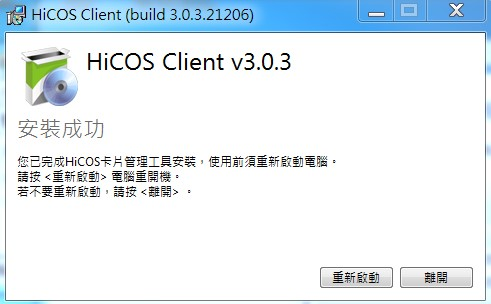 HiCOS Client (build 3.0.3.21206)
HiCOS Client v3.0.3
安裝成功
您已完成HiCOS卡片管理工具安裝，使用前須重新啟動電腦。
請按 <重新啟動> 電腦重開機。
若不要重新啟動，請按 <離開> 。
重新啟動
離開